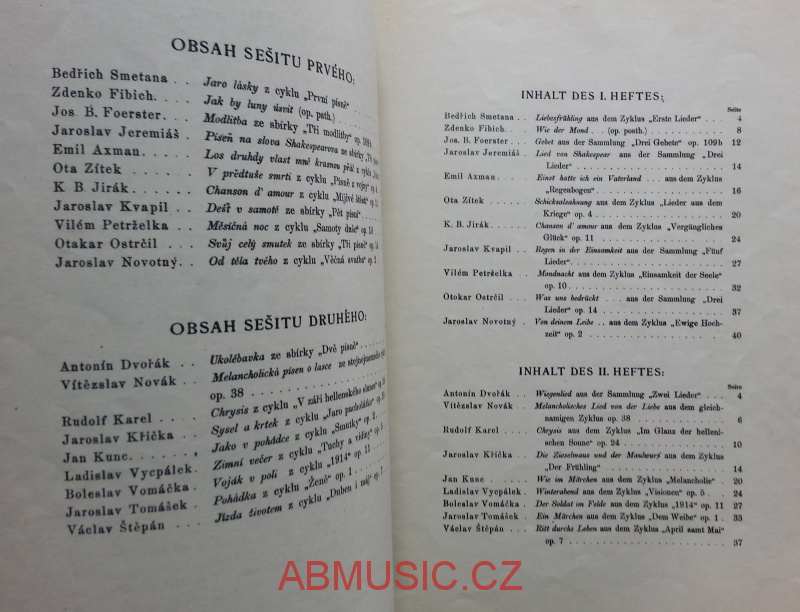 OBSAH SEŠITU PRVÉHO:
Bedřich Smetana . . Jaro lásky z cyklu „První písně“
Zdenko Fibich. . . Jak by luny úsvit (op. posth.)
Jos. B. Foerster . . Modlitba ze sbírky „Tři modlitby“ op. 109 b
Jaroslav Jeremiáš . Píseň na slova Shakespearova ze sbírky „Tři
Emil Axman. . . . Los druhdy vlast mně krasnou přál z cyklu
Ota Zítek . . . . V předtuše smrti z cyklu „Písně z vojny“ op. 4
K. B. Jirák . . . . Chanson d' amour z cyklu „Míjivé štěstí“ op. 11
Jaroslav Kvapil . . Déšť v samotě ze sbírky „Pět písní“
Vilém Petrželka . . Měsíčná noc z cyklu „Samoty duše“ op. 10
Otakar Ostrčil . . Svůj celý smutek ze sbírky „Tři písně“ op. 14
Jaroslav Novotný. . Od těla tvého z cyklu „Věčná svatba“ op. 2
OBSAH SEŠITU DRUHÉHO:
Antonín Dvořák . . Ukolébavka ze sbírky „Dvě písně“
Vítězslav Novák . . Melancholická píseň o lásce ze stejnojmenného
op. 38
Rudolf Karel . . . Chrysis z cyklu „V záři hellenského slunce“ op. 24
Jaroslav Křička . . Sysel a krtek z cyklu „Jaro pacholátko“
Jan Kunc. . . . . Jako v pohádce z cyklu „Smutky“
Ladislav Vycpálek . Zimní večer z cyklu „Tuchy a vidiny“ op. 5
Boleslav Vomáčka . Voják v poli z cyklu „1914“ op. 11
Jaroslav Tomášek . Pohádka z cyklu „Ženě“ op. 1
Václav Štěpán . . . Jízda životem z cyklu „Duben i máj“ op. 7
INHALT DES I. HEFTES:
Seite
Bedřich Smetana . . Liebesfrühling aus dem Zyklus „Erste Lieder“ . . 4
Zdenko Fibich . . . Wie der Mond . . (op. posth.) . . . 8
Jos. B. Foerster . . Gebet aus der Sammlung „Drei Gebete“ op. 109 b 12
Jaroslav Jeremiáš . Lied von Shakespear aus der Sammlung „Drei
Lieder“ . . . 14
Emil Axman . . . Einst hatte ich ein Vaterland . . . aus dem Zyklus
„Regenbogen“ . . . 16
Ota Zítek . . . . Schicksalsahnung aus dem Zyklus „Lieder aus dem
Kriege“ op. 4 . . . 20
K. B. Jirák . . . . Chanson d' amour aus dem Zyklus „Vergängliches
Glück“ op. 11 . . . 24
Jaroslav Kvapil . . Regen in der Einsamkeit aus der Sammlung „Fünf
Lieder“. . . 27
Vilém Petrželka . . Mondnacht aus dem Zyklus „Einsamkeit der Seele“
op. 10 . . . 32
Otokar Ostrčil . . . Was uns bedrückt . . . aus der Sammlung „Drei
Lieder“ op. 14 . . . 37
Jaroslav Novotný . Von deinem Leibe . . aus dem Zyklus „Ewige Hoch-
zeit“ op. 2 . . . 40
INHALT DES II. HEFTES:
Seite
Antonín Dvořák . . Wiegenlied aus der Sammlung „Zwei Lieder“ . . 4
Vítězslav Novák . . Melancholisches Lied von der Liebe aus dem gleich-
namigen Zyklus op. 38 . . . 6
Rudolf Karel . . . Chrysis aus dem Zyklus „Im Glanz der helleni-
schen Sonne“ op. 24 . . . 10
Jaroslav Křička . . Die Zieselmaus und der Maulwurf aus dem Zyklus
„Der Frühling“ . . . 14
Jan Kunc . . . . Wie im Märchen aus dem Zyklus „Melancholie“ . 20
Ladislav Vycpálek . Winterabend aus dem Zyklus „Visionen“ op. 5 . . 24
Boleslav Vomáčka . Der Soldat im Felde aus dem Zyklus „1914“ op. 11 27
Jaroslav Tomášek . Ein Märchen aus dem Zyklus „Dem Weibe“ op. 1 . 33
Václav Štěpán . . . Ritt durchs Leben aus dem Zyklus „April samt Mai“
op. 7 . . . 37
ABMUSIC.CZ